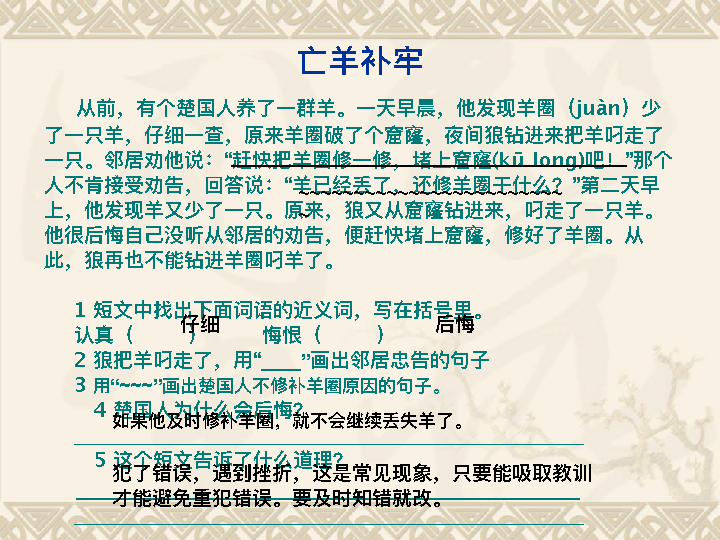 亡羊补牢
从前，有个楚国人养了一群羊。一天早晨，他发现羊圈（juàn）少
了一只羊，仔细一查，原来羊圈破了个窟窿，夜间狼钻进来把羊叼走了
一只。邻居劝他说：“赶快把羊圈修一修，堵上窟窿(kū long)吧！”那个
人不肯接受劝告，回答说：“羊已经丢了，还修羊圈干什么？”第二天早
上，他发现羊又少了一只。原来，狼又从窟窿钻进来，叼走了一只羊。
他很后悔自己没听从邻居的劝告，便赶快堵上窟窿，修好了羊圈。从
此，狼再也不能钻进羊圈叼羊了。
1 短文中找出下面词语的近义词，写在括号里。
认真（ 仔细 ） 悔恨（ ） 后悔
2 狼把羊叼走了，用“____”画出邻居忠告的句子
3 用“~~~”画出楚国人不修补羊圈原因的句子。
4 楚国人为什么会后悔？
如果他及时修补羊圈，就不会继续丢失羊了。
5 这个短文告诉了什么道理？
犯了错误，遇到挫折，这是常见现象，只要能吸取教训
才能避免重犯错误。要及时知错就改。